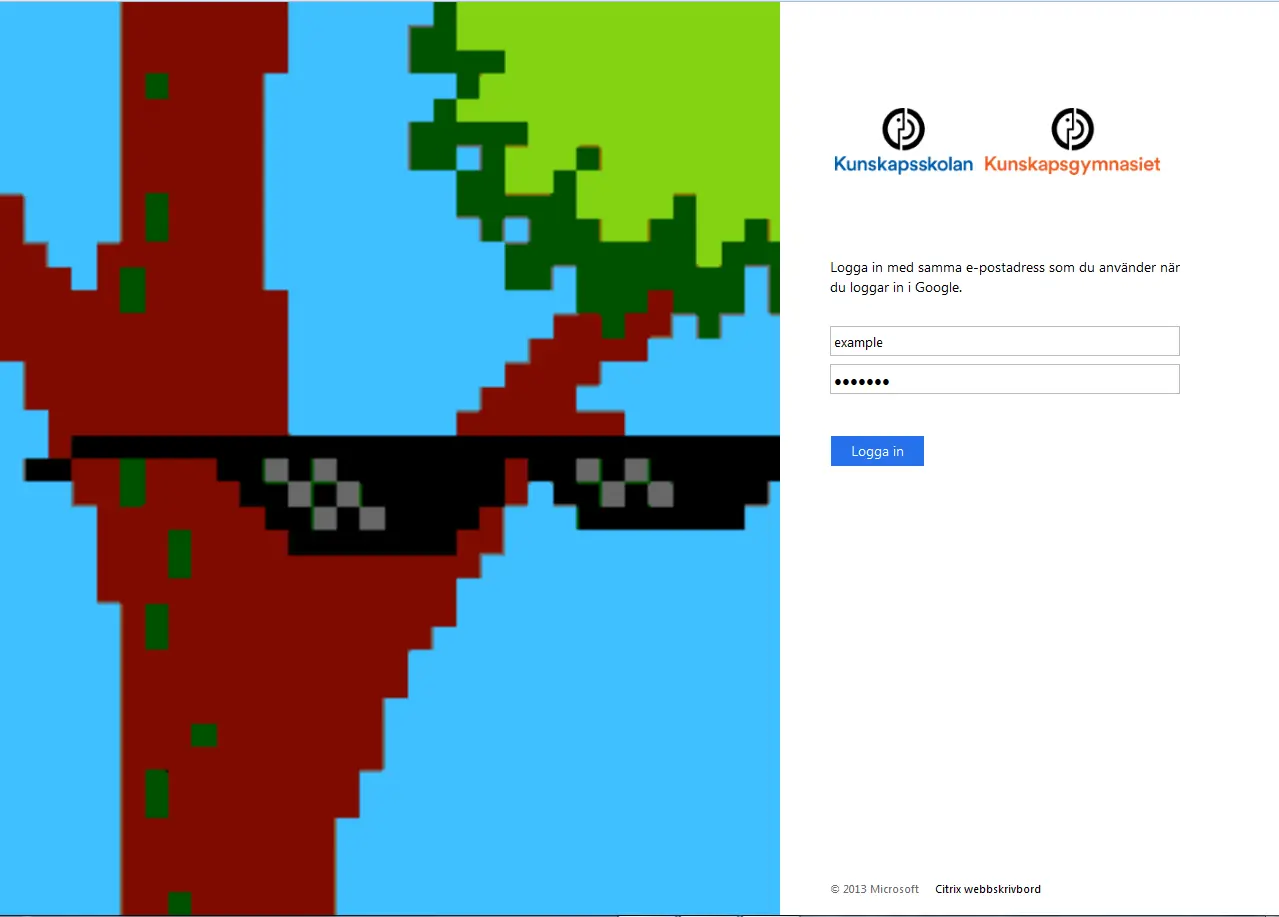 Kunskapsskolan Kunskapsgymnasiet
Logga in med samma e-postadress som du använder när
du loggar in i Google.
example
•••••••
Logga in
© 2013 Microsoft Citrix webbskrivbord